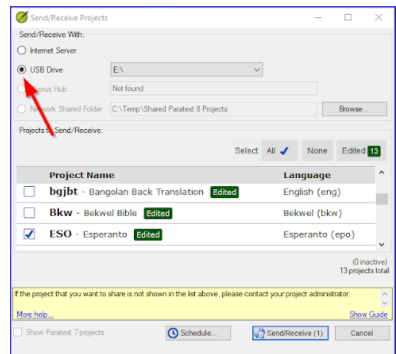 Send/Receive Projects
Send/Receive With:
Internet Server
USB Drive E:\
Chorus Hub Not found
Network Shared Folder C:\Temp\Shared Paratext 8 Projects Browse...
Projects to Send/Receive:
Select: All None Edited 13
Project Name Language
bgjbt - Bangolan Back Translation Edited English (eng)
Bkw - Bekwel Bible Edited Bekwel (bkw)
ESO - Esperanto Edited Esperanto (epo)
(0 inactive)
13 projects total
If the project that you want to share is not shown in the list above, please contact your project administrator.
More help... Show Guide
Show Paratext 7 projects Schedule... Send/Receive (1) Cancel